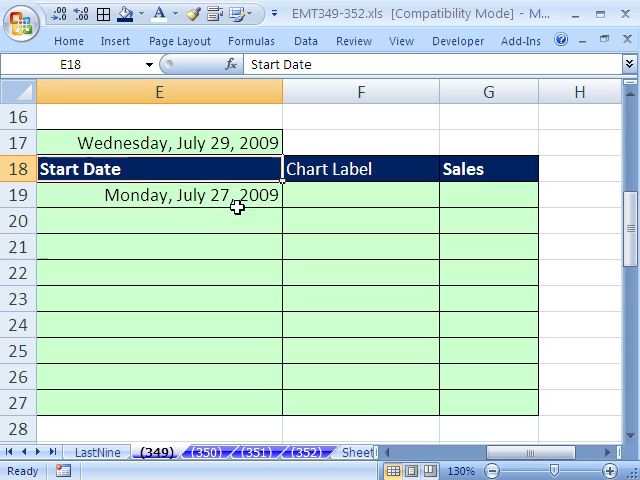 EMT349-352.xls [Compatibility Mode] - M...
Home Insert Page Layout Formulas Data Review View Developer Add-Ins
E18 fx Start Date
E F G H
16
17 Wednesday, July 29, 2009
18 Start Date Chart Label Sales
19 Monday, July 27, 2009
20
21
22
23
24
25
26
27
28
LastNine (349) (350) (351) (352) Sheet
Ready 130%